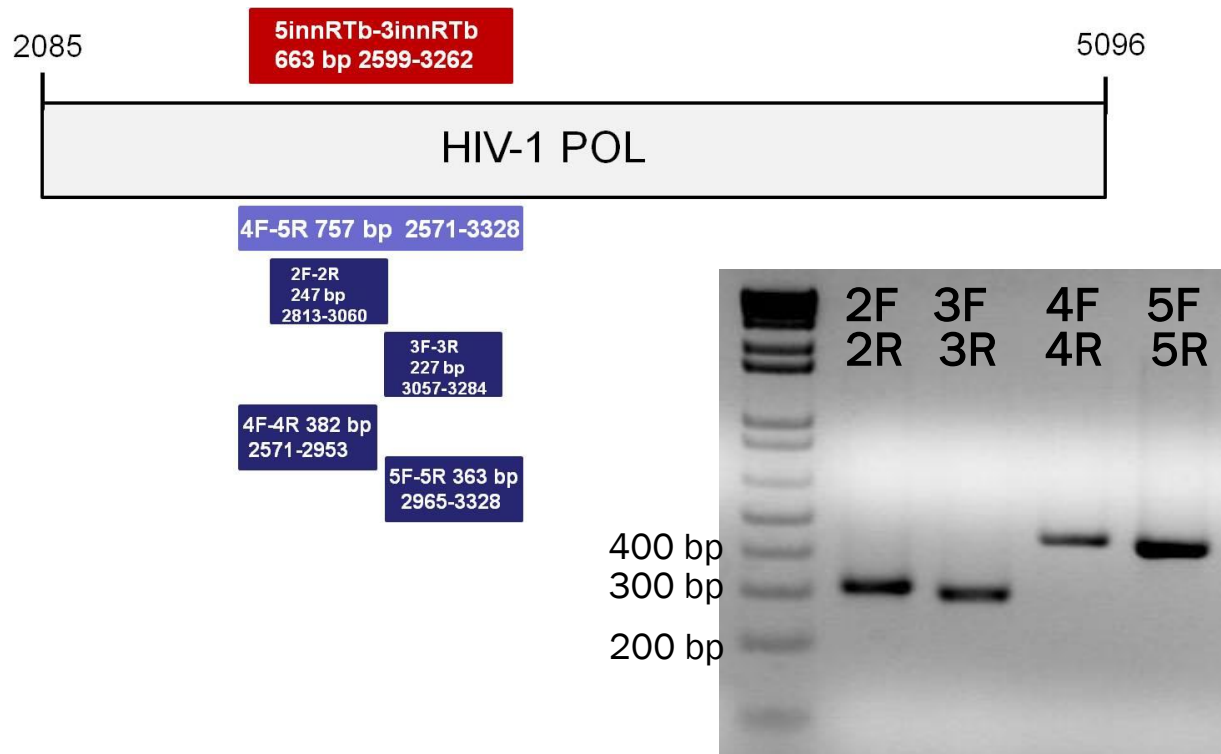 5innRTb-3innRTb
663 bp 2599-3262
2085
5096
HIV-1 POL
4F-5R 757 bp 2571-3328
2F-2R
247 bp
2813-3060
3F-3R
227 bp
3057-3284
4F-4R 382 bp
2571-2953
5F-5R 363 bp
2965-3328
2F 3F 4F 5F
2R 3R 4R 5R
400 bp
300 bp
200 bp